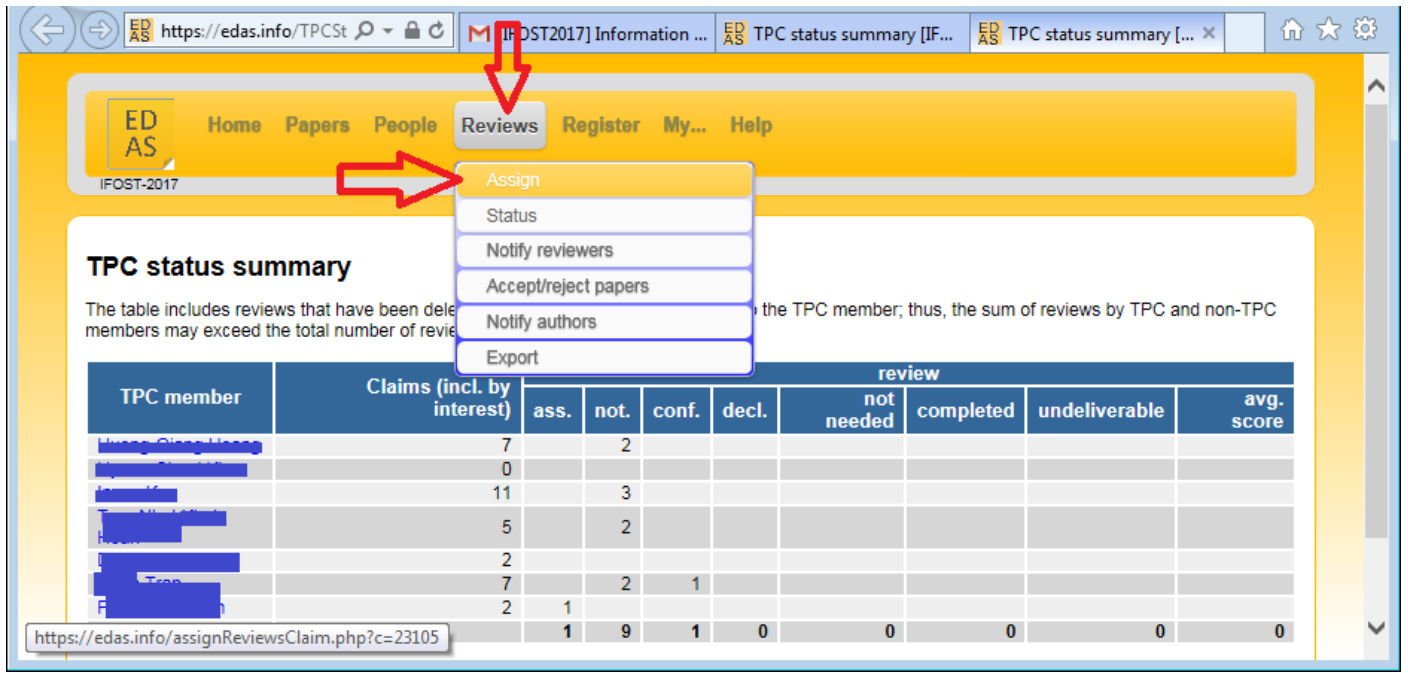 https://edas.info/TPCSt
[IFOST2017] Information ...
TPC status summary [IF...
TPC status summary [... ×
ED
AS
Home Papers People Reviews Register My... Help
IFOST-2017
Assign
Status
Notify reviewers
Accept/reject papers
Notify authors
Export
TPC status summary
The table includes reviews that have been dele the TPC member; thus, the sum of reviews by TPC and non-TPC
members may exceed the total number of revie
TPC member Claims (incl. by interest) review
ass. not. conf. decl. not needed completed undeliverable avg. score
7 2
0
11 3
5 2
2
Tran 7 2 1
2 1
1 9 1 0 0 0 0 0
https://edas.info/assignReviewsClaim.php?c=23105